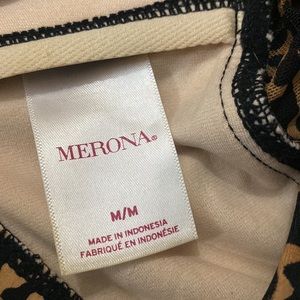 MERONA®
M/M
MADE IN INDONESIA
FABRIQUÉ EN INDONÉSIE